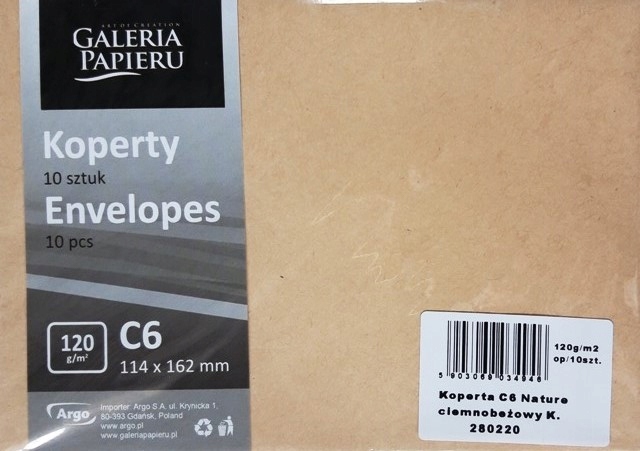 ART OF CREATION
GALERIA
PAPIERU
Koperty
10 sztuk
Envelopes
10 pcs
120
g/m²
C6
114 x 162 mm
Argo
Importer: Argo S.A. ul. Krynicka 1,
80-393 Gdańsk, Poland
www.argo.pl
www.galeriapapieru.pl
5 903069 034946
120g/m2
op/10szt.
Koperta C6 Nature
ciemnobeżowy K.
280220